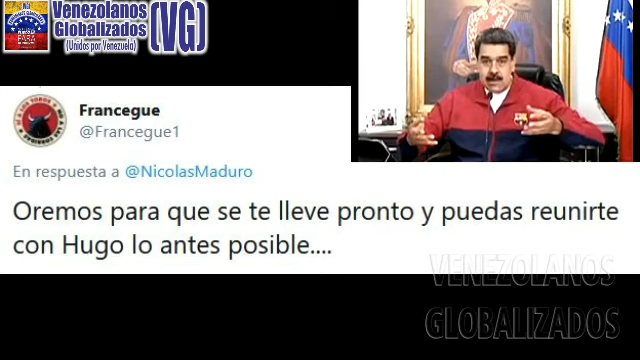 Venezolanos
Globalizados
(Unidos por Venezuela)
(VG)
Francegue
@Francegue1
En respuesta a @NicolasMaduro
Oremos para que se te lleve pronto y puedas reunirte
con Hugo lo antes posible....
VENEZOLANOS
GLOBALIZADOS